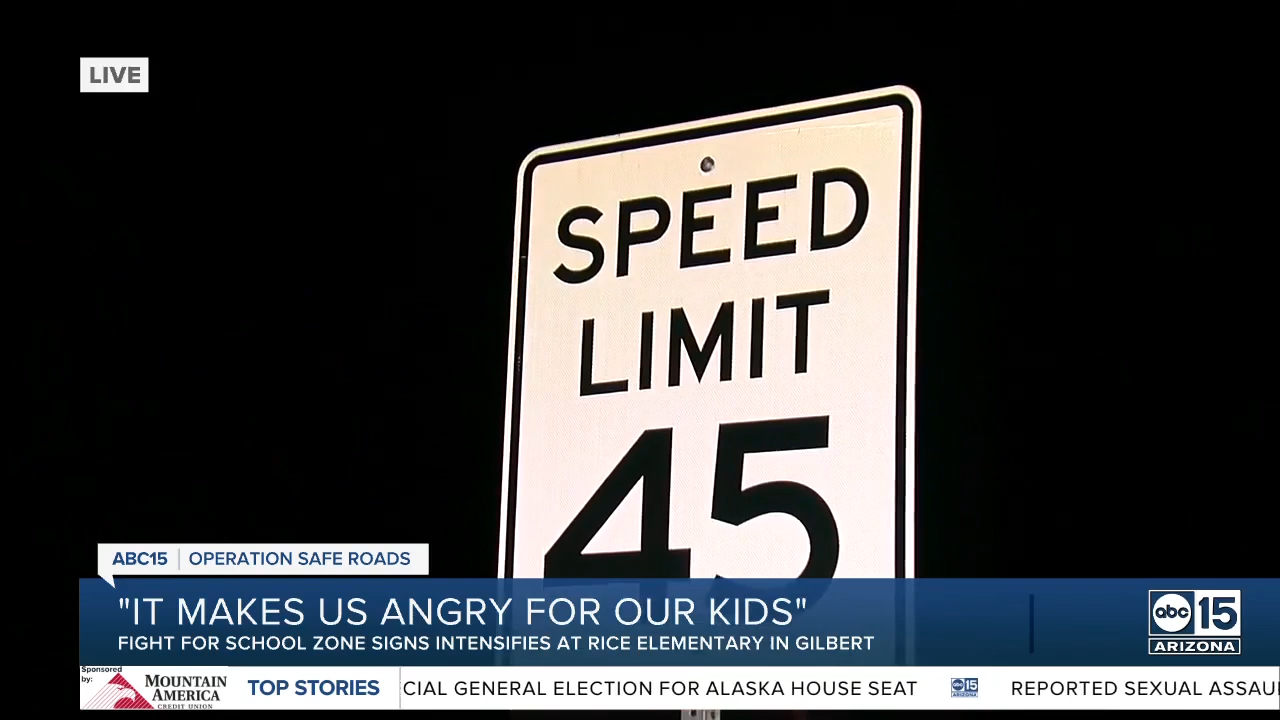 LIVE
SPEED
LIMIT
45
ABC15 | OPERATION SAFE ROADS
"IT MAKES US ANGRY FOR OUR KIDS"
FIGHT FOR SCHOOL ZONE SIGNS INTENSIFIES AT RICE ELEMENTARY IN GILBERT
abc 15
ARIZONA
Sponsored
by:
MOUNTAIN
AMERICA
CREDIT UNION
TOP STORIES
CIAL GENERAL ELECTION FOR ALASKA HOUSE SEAT
abc 15
ARIZONA
REPORTED SEXUAL ASSAU